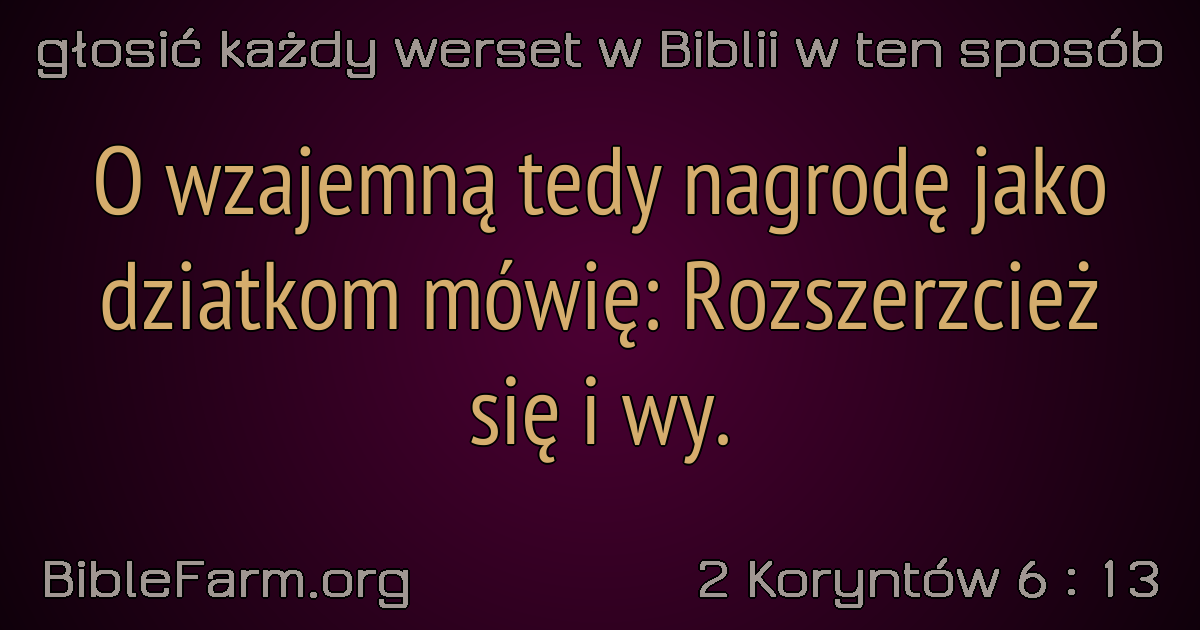 głosić każdy werset w Biblii w ten sposób
O wzajemną tedy nagrodę jako
dziatkom mówię: Rozszerzcież
się i wy.
BibleFarm.org
2 Koryntów 6 : 13